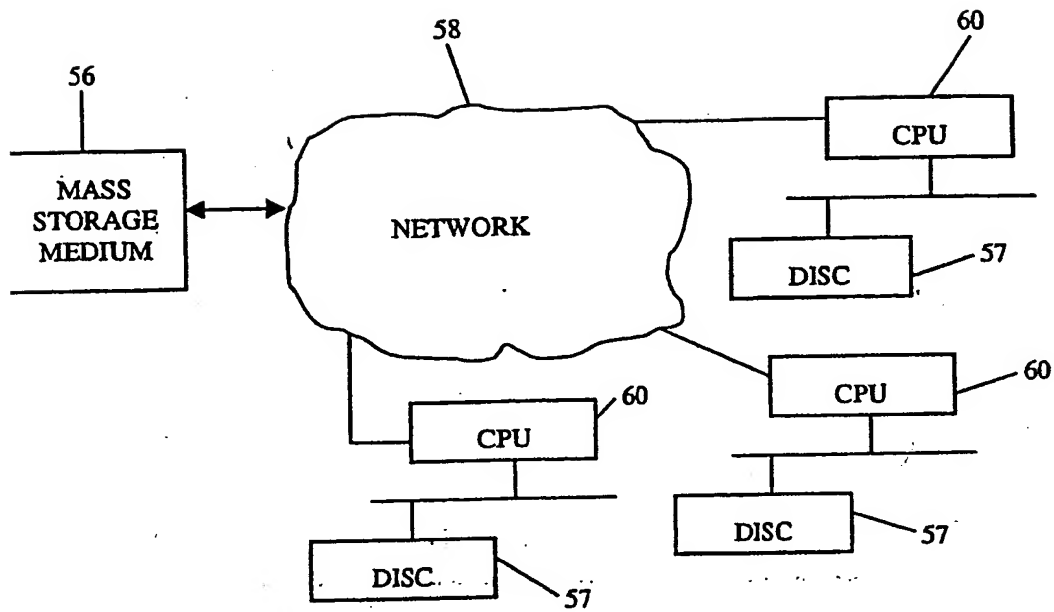 58
60
56
CPU
MASS
STORAGE
MEDIUM
NETWORK
57
DISC
60
CPU
60
CPU
DISC
57
DISC
57